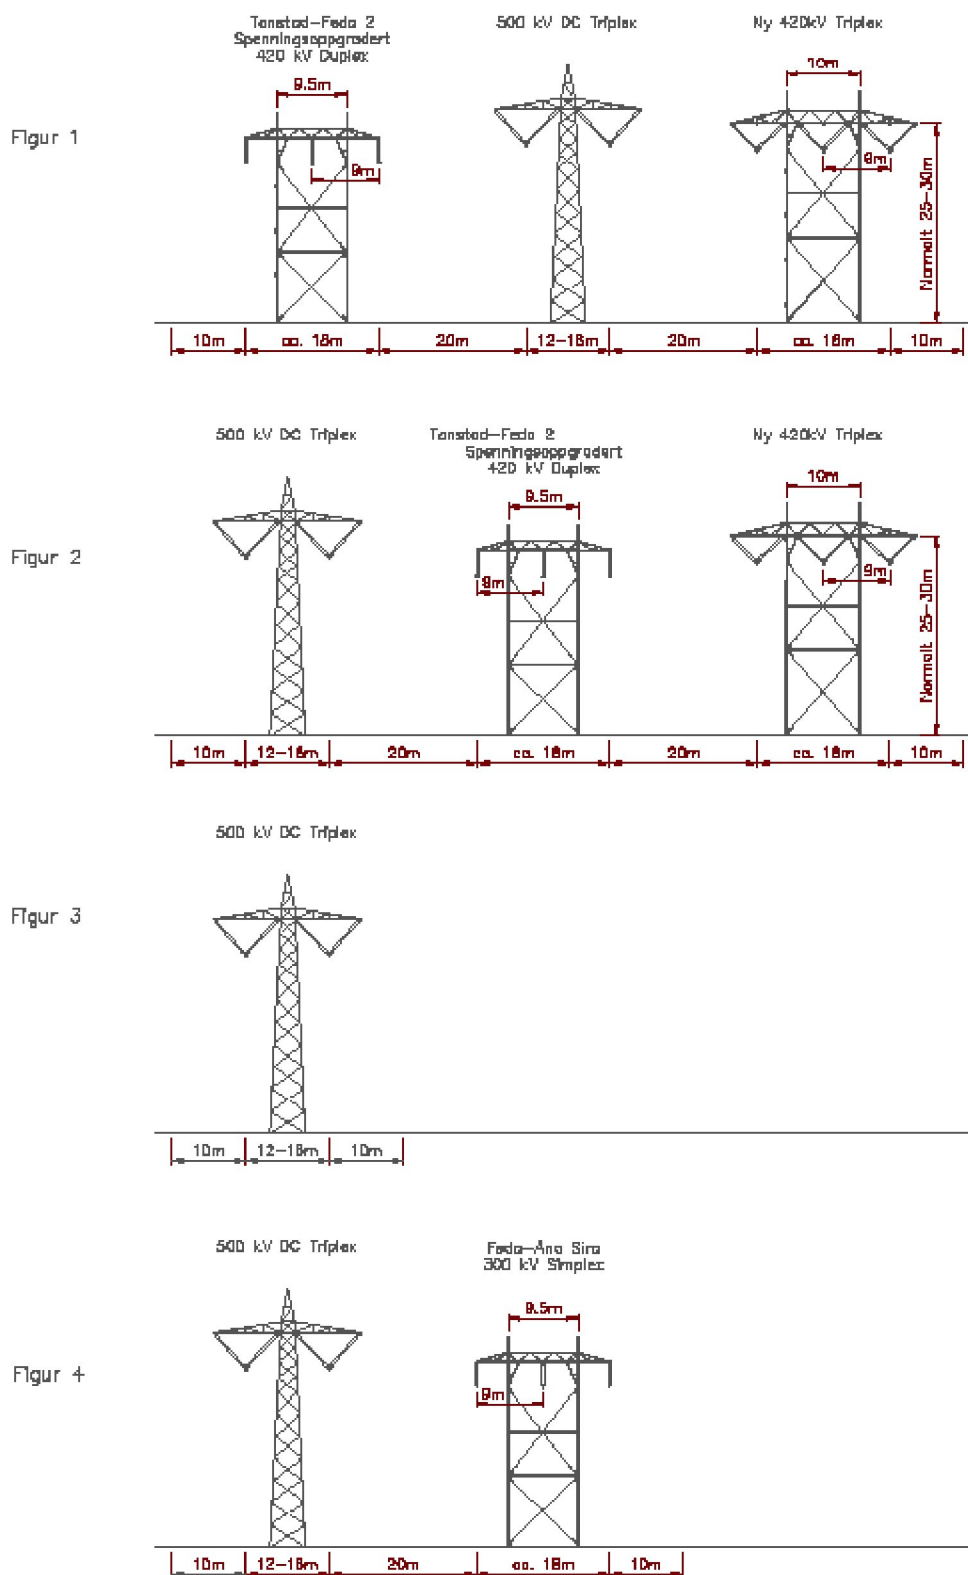 Tonstad-Feda 2
Spenningsoppgradert
420 kV Duplex
500 kV DC Triplex
Ny 420kV Triplex
9.5m
10m
Figur 1
9m
9m
Normalt 25-30m
10m
ca. 18m
20m
12-16m
20m
ca. 18m
10m
500 kV DC Triplex
Tonstad-Feda 2
Spenningsoppgradert
420 kV Duplex
Ny 420kV Triplex
9.5m
10m
Figur 2
9m
9m
Normalt 25-30m
10m
12-16m
20m
ca. 18m
20m
ca. 18m
10m
500 kV DC Triplex
Figur 3
10m
12-16m
10m
500 kV DC Triplex
Feda-Åna Sira
300 kV Simplex
9.5m
Figur 4
9m
10m
12-16m
20m
ca. 18m
10m